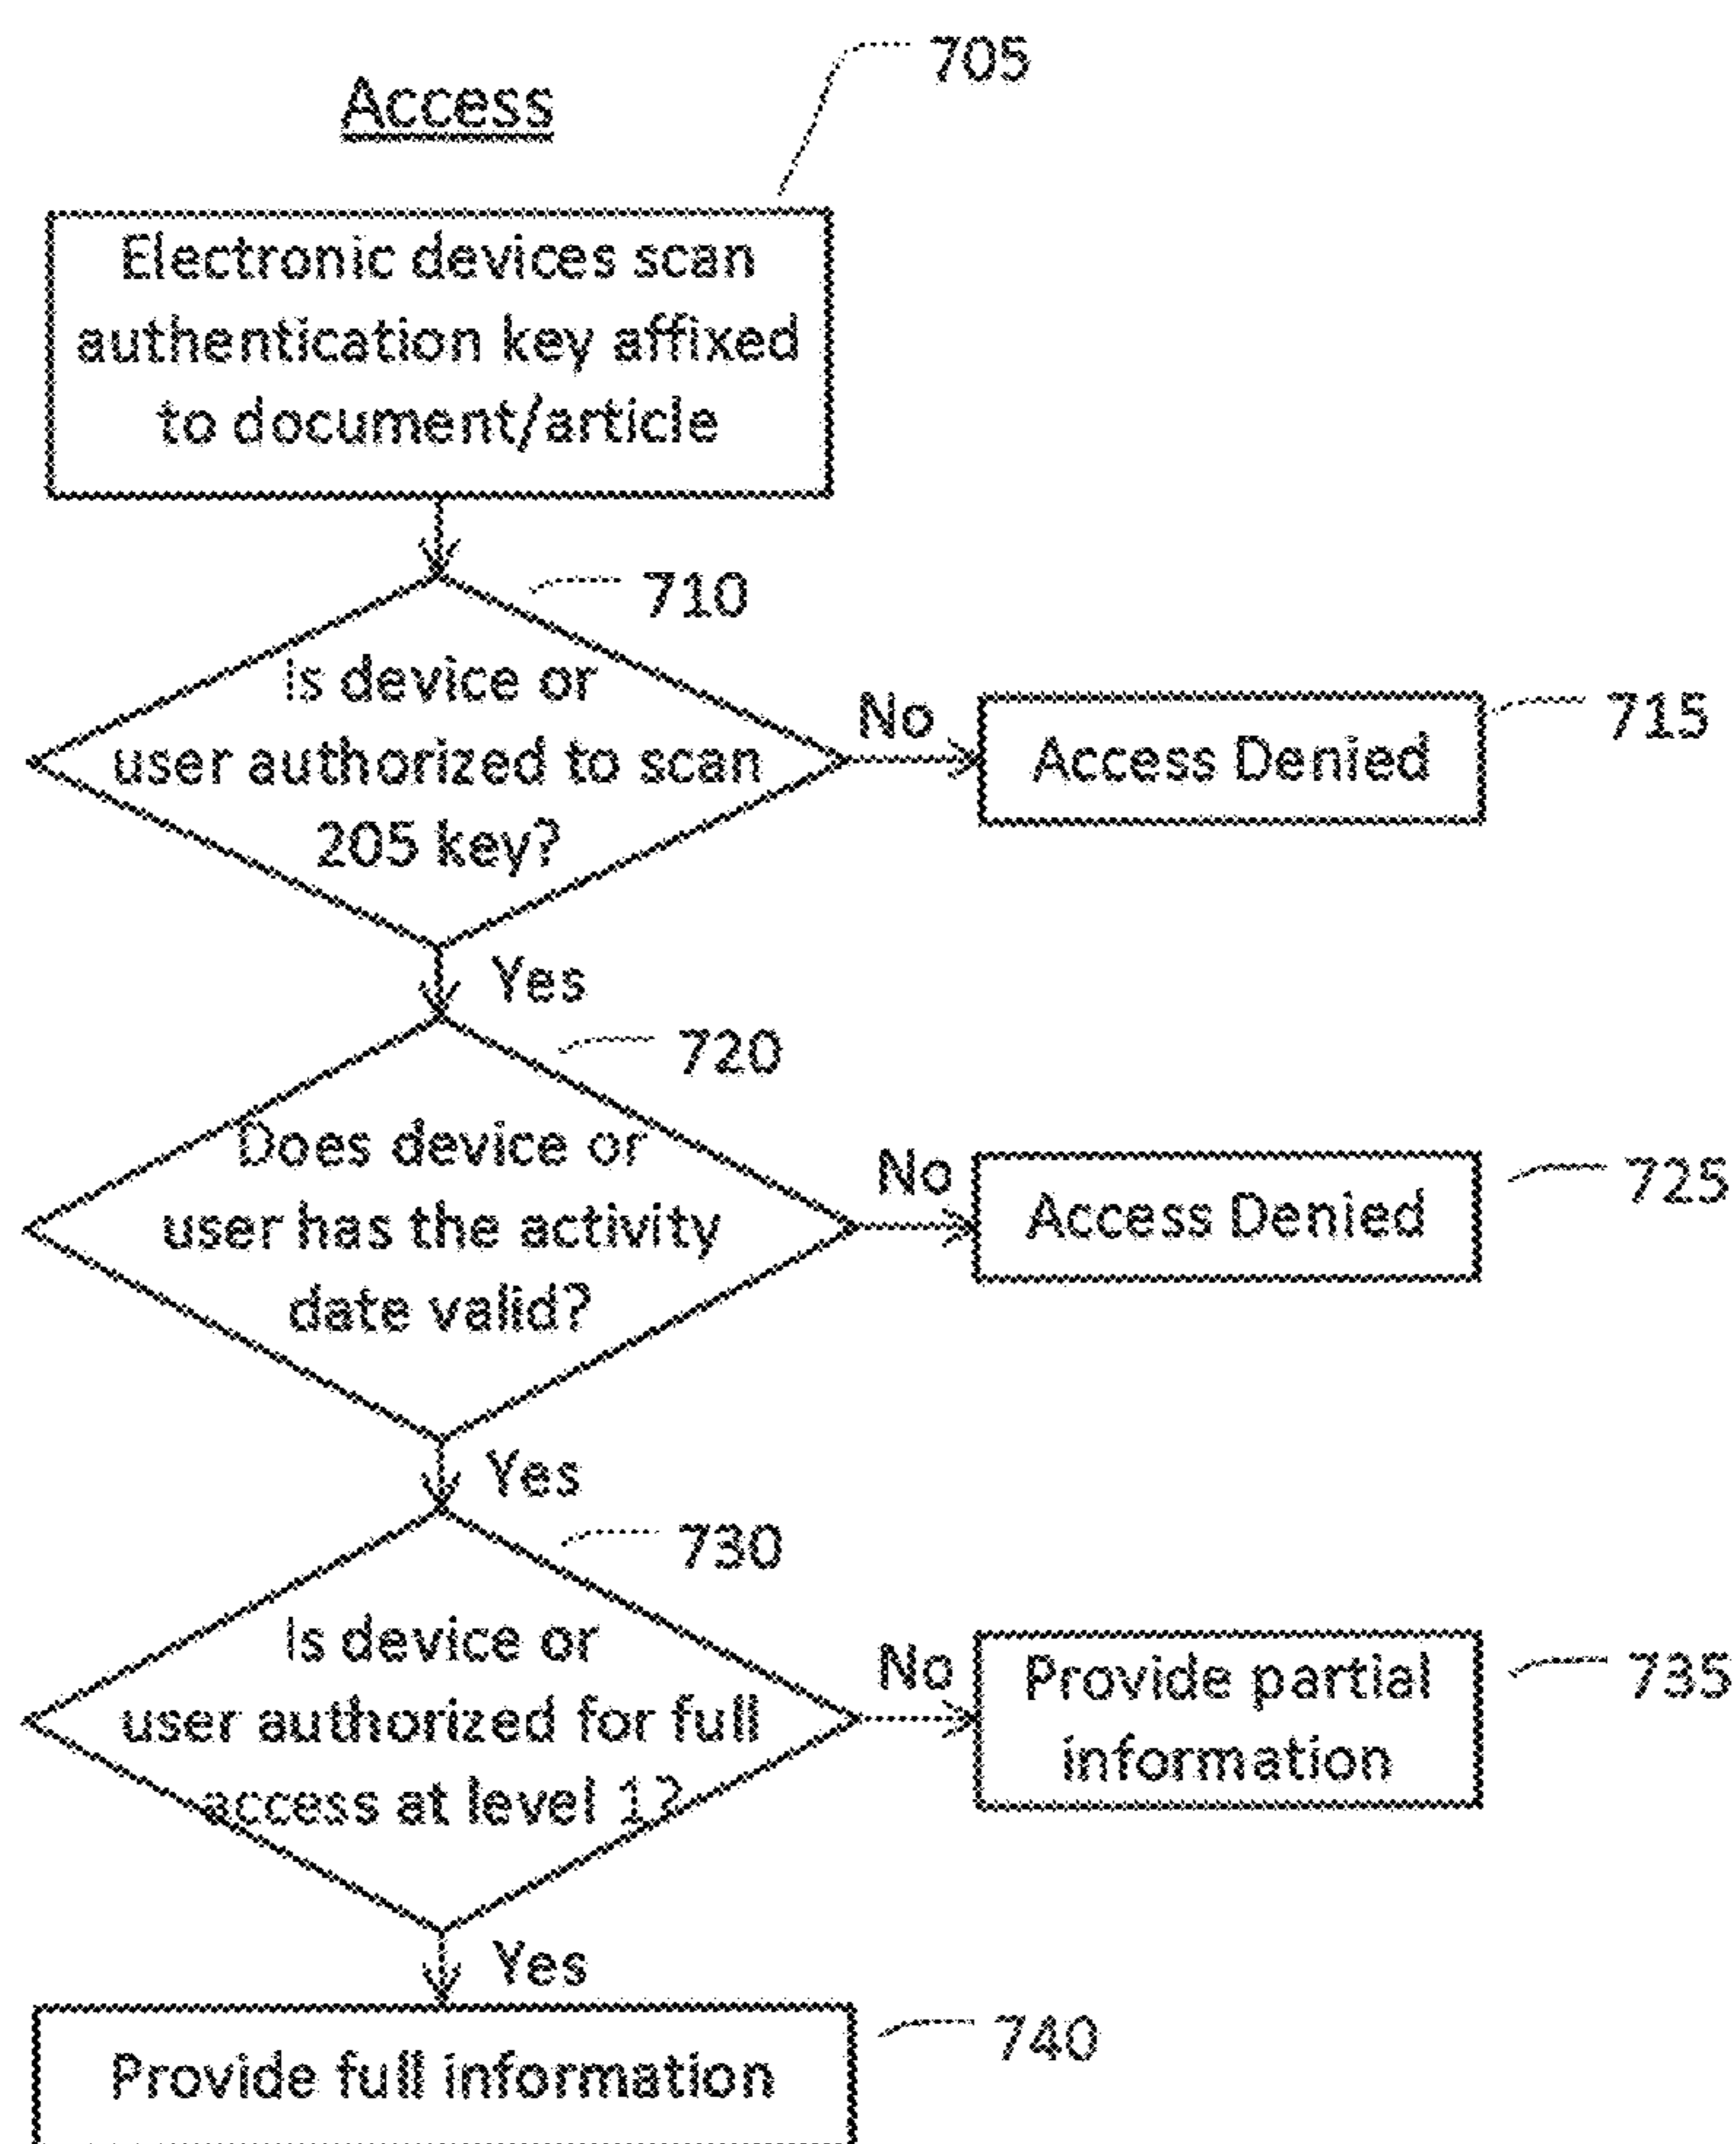 Access
705
Electronic devices scan
authentication key affixed
to document/article
710
is device or
user authorized to scan
205 key?
No
Access Denied
715
Yes
720
Does device or
user has the activity
date valid?
No
Access Denied
725
Yes
730
Is device or
user authorized for full
access at level 1?
No
Provide partial
information
735
Yes
Provide full information
740